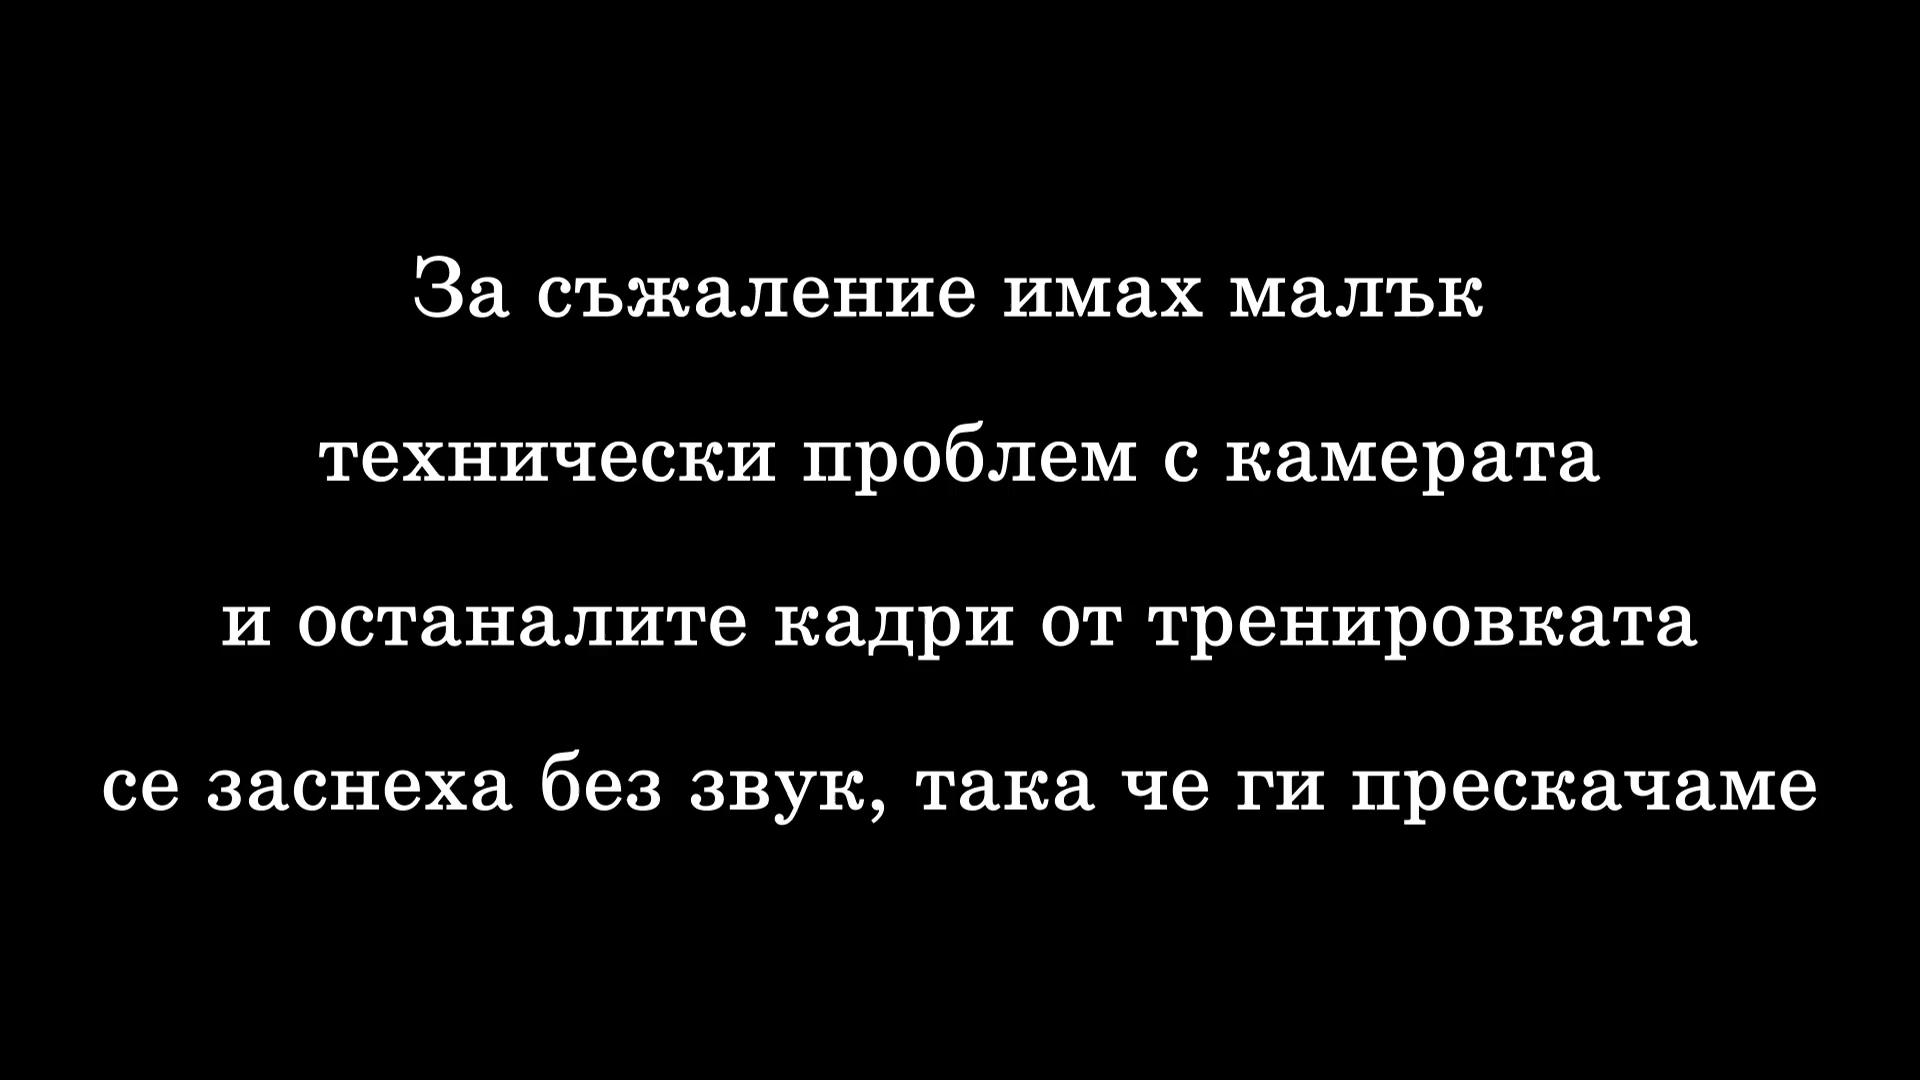 За съжаление имах малък
технически проблем с камерата
и останалите кадри от тренировката
се заснеха без звук, така че ги прескачаме